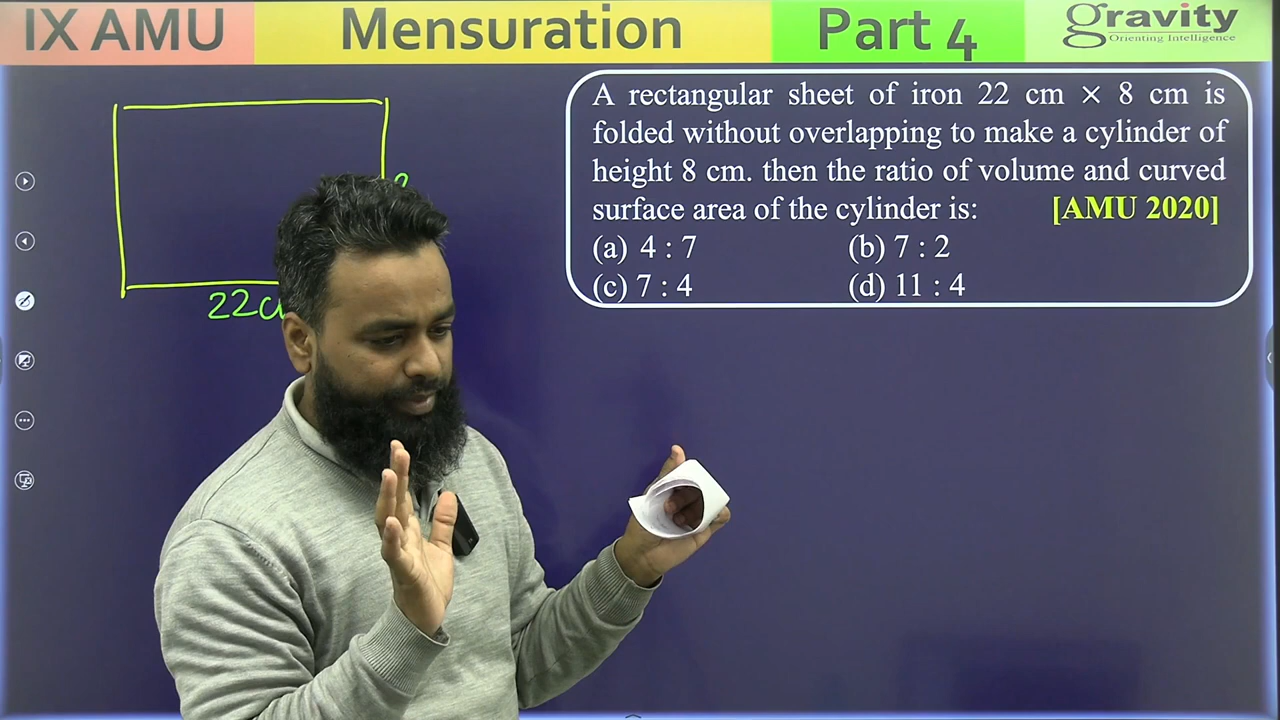 IX AMU
Mensuration
Part 4
gravity
Orienting Intelligence
A rectangular sheet of iron 22 cm × 8 cm is
folded without overlapping to make a cylinder of
height 8 cm. then the ratio of volume and curved
surface area of the cylinder is: [AMU 2020]
(a) 4 : 7 (b) 7 : 2
(c) 7 : 4 (d) 11 : 4